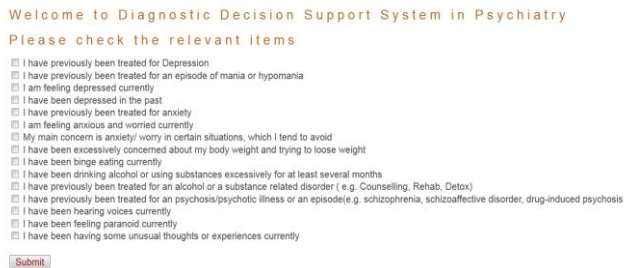 Welcome to Diagnostic Decision Support System in Psychiatry
Please check the relevant items
I have previously been treated for Depression
I have previously been treated for an episode of mania or hypomania
I am feeling depressed currently
I have been depressed in the past
I have previously been treated for anxiety
I am feeling anxious and worried currently
My main concern is anxiety/ worry in certain situations, which I tend to avoid
I have been excessively concerned about my body weight and trying to loose weight
I have been binge eating currently
I have been drinking alcohol or using substances excessively for at least several months
I have previously been treated for an alcohol or a substance related disorder ( e.g. Counselling, Rehab, Detox)
I have previously been treated for an psychosis/psychotic illness or an episode(e.g. schizophrenia, schizoaffective disorder, drug-induced psychosis
I have been hearing voices currently
I have been feeling paranoid currently
I have been having some unusual thoughts or experiences currently
Submit